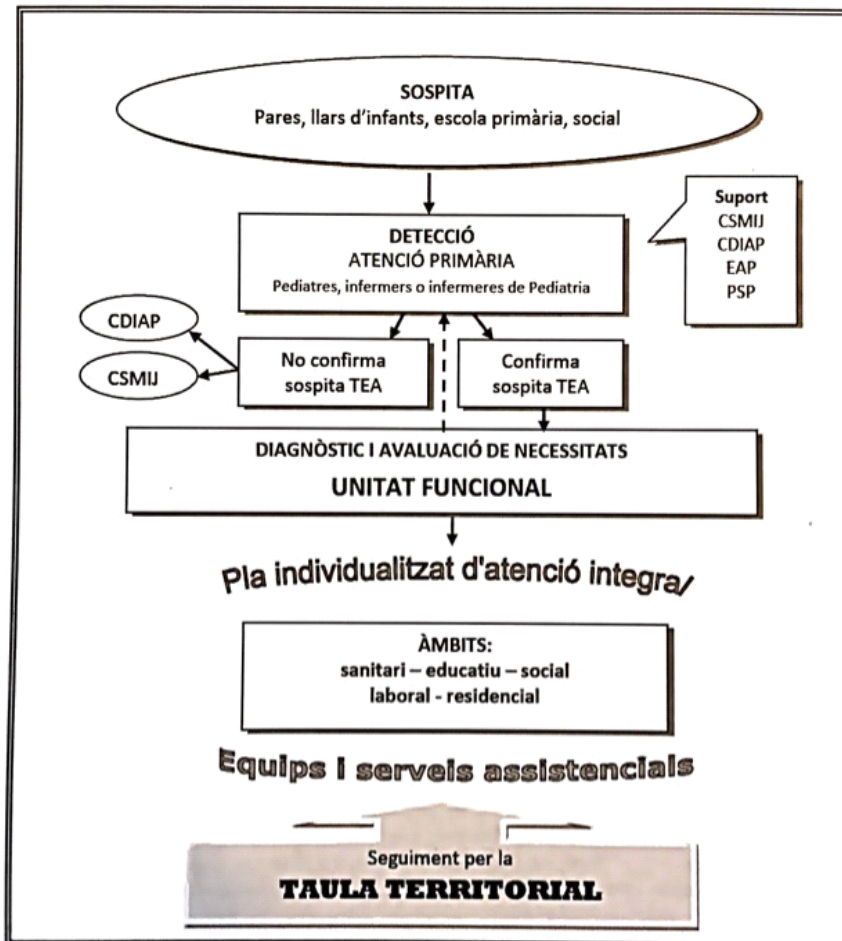 SOSPITA
Pares, llars d'infants, escola primària, social
Suport
CSMIJ
CDIAP
EAP
PSP
DETECCIÓ
ATENCIÓ PRIMÀRIA
Pediatres, infermers o infermeres de Pediatria
CDIAP
CSMIJ
No confirma
sospita TEA
Confirma
sospita TEA
DIAGNÒSTIC I AVALUACIÓ DE NECESSITATS
UNITAT FUNCIONAL
Pla individualitzat d'atenció integral
ÀMBITS:
sanitari – educatiu – social
laboral - residencial
Equips i serveis assistencials
Seguiment per la
TAULA TERRITORIAL